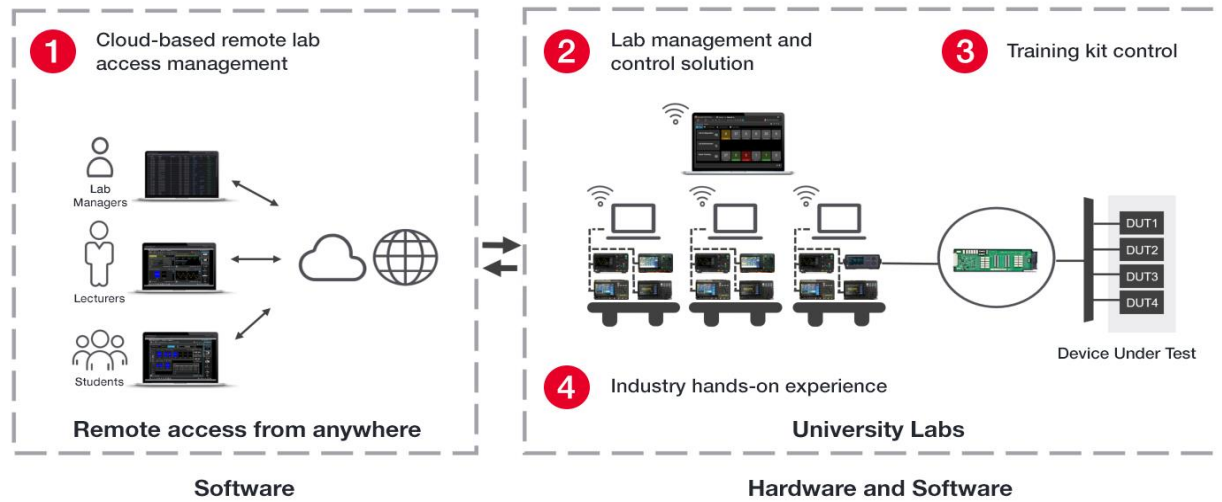 1
Cloud-based remote lab
access management
Lab
Managers
Lecturers
Students
Remote access from anywhere
Software
2
Lab management and
control solution
3
Training kit control
DUT1
DUT2
DUT3
DUT4
Device Under Test
4
Industry hands-on experience
University Labs
Hardware and Software